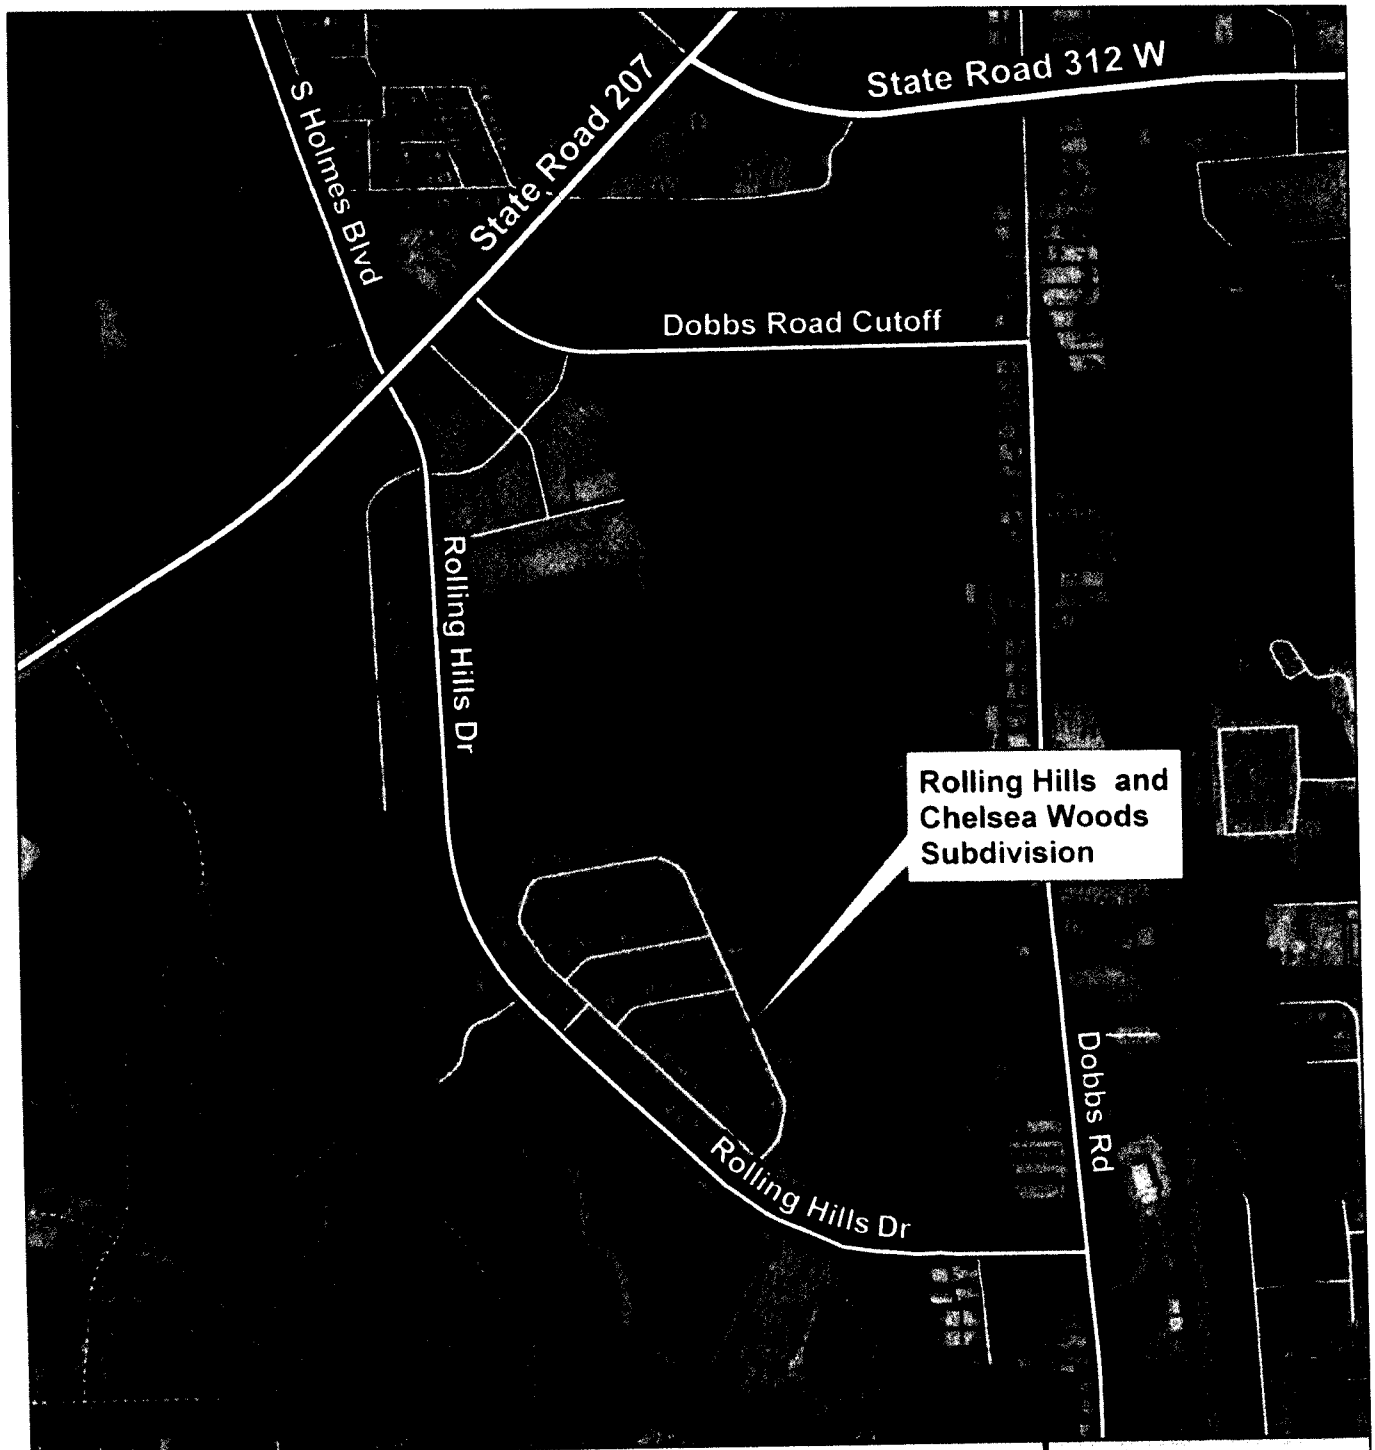 State Road 312 W
State Road 207
S Holmes Blvd
Dobbs Road Cutoff
Rolling Hills Dr
Rolling Hills  and
Chelsea Woods
Subdivision
Dobbs Rd
Rolling Hills Dr